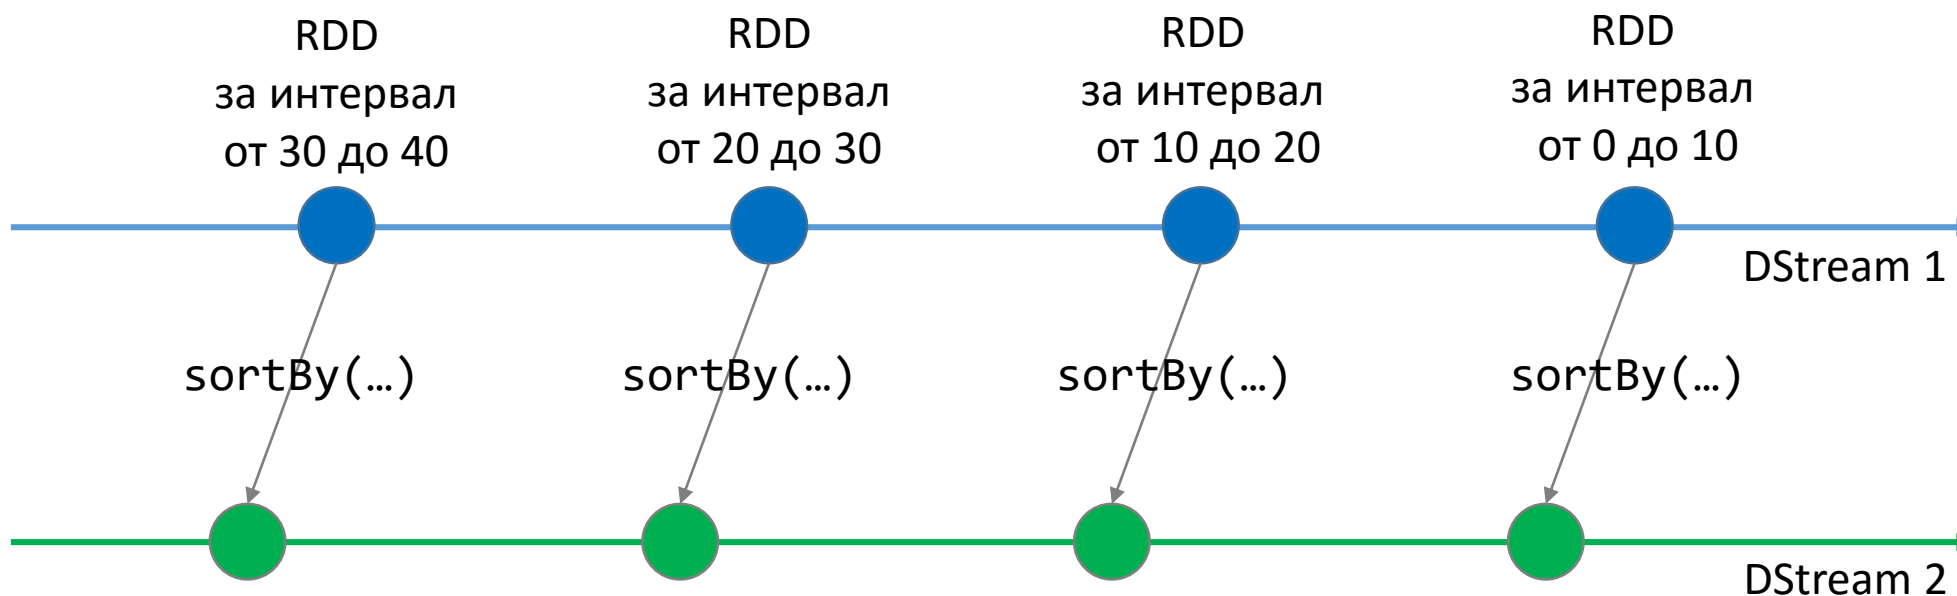 RDD
за интервал
от 30 до 40
RDD
за интервал
от 20 до 30
RDD
за интервал
от 10 до 20
RDD
за интервал
от 0 до 10
DStream 1
sortBy(…)
sortBy(…)
sortBy(…)
sortBy(…)
DStream 2